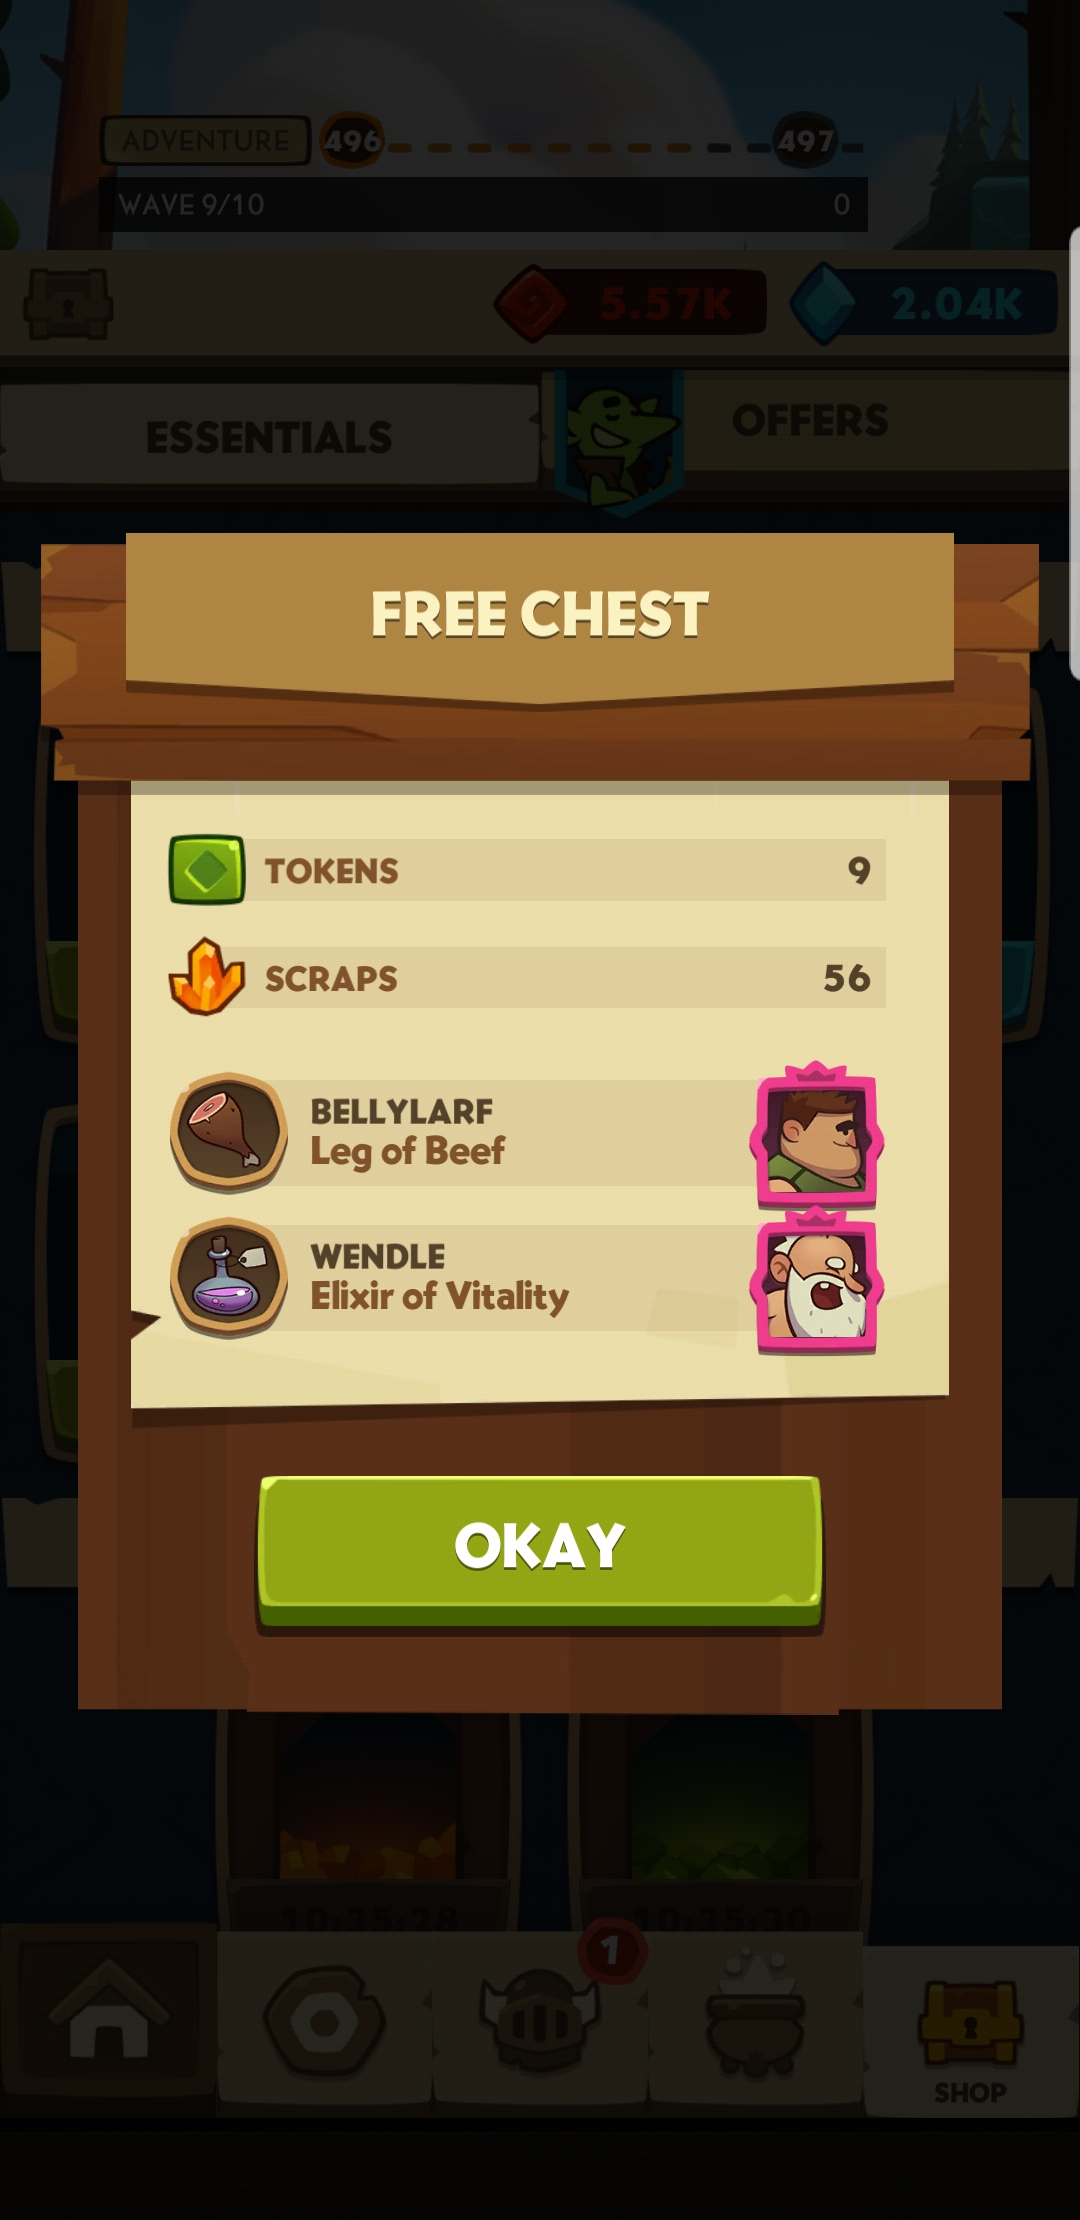 ADVENTURE 496 497
WAVE 9/10 0
5.57K 2.04K
ESSENTIALS OFFERS
FREE CHEST
TOKENS 9
SCRAPS 56
BELLYLARF
Leg of Beef
WENDLE
Elixir of Vitality
OKAY
10:35:28 10:35:30
1
SHOP